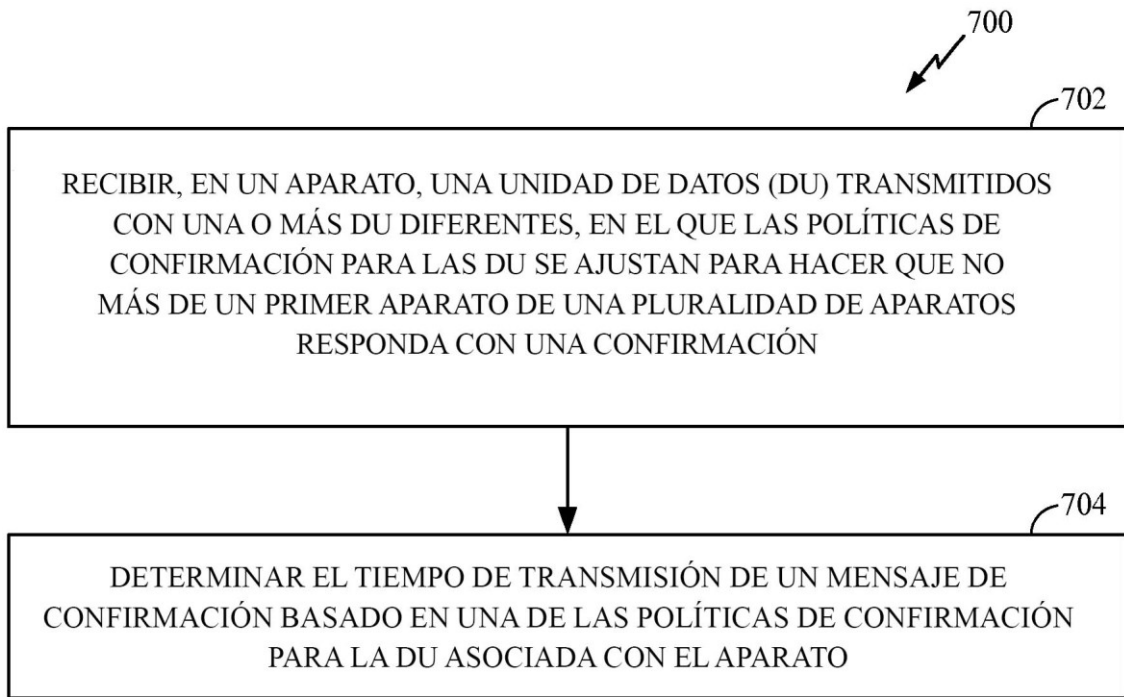 700
702
RECIBIR, EN UN APARATO, UNA UNIDAD DE DATOS (DU) TRANSMITIDOS
CON UNA O MÁS DU DIFERENTES, EN EL QUE LAS POLÍTICAS DE
CONFIRMACIÓN PARA LAS DU SE AJUSTAN PARA HACER QUE NO
MÁS DE UN PRIMER APARATO DE UNA PLURALIDAD DE APARATOS
RESPONDA CON UNA CONFIRMACIÓN
704
DETERMINAR EL TIEMPO DE TRANSMISIÓN DE UN MENSAJE DE
CONFIRMACIÓN BASADO EN UNA DE LAS POLÍTICAS DE CONFIRMACIÓN
PARA LA DU ASOCIADA CON EL APARATO